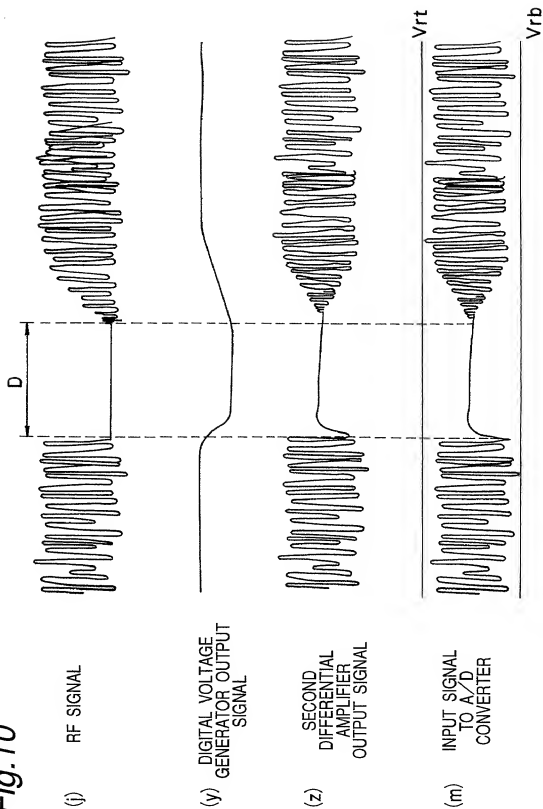 Fig.10
D
(j) RF SIGNAL
(y) DIGITAL VOLTAGE
GENERATOR OUTPUT
SIGNAL
(z) SECOND
DIFFERENTIAL
AMPLIFIER
OUTPUT SIGNAL
Vrt
(m) INPUT SIGNAL
TO A/D
CONVERTER
Vrb